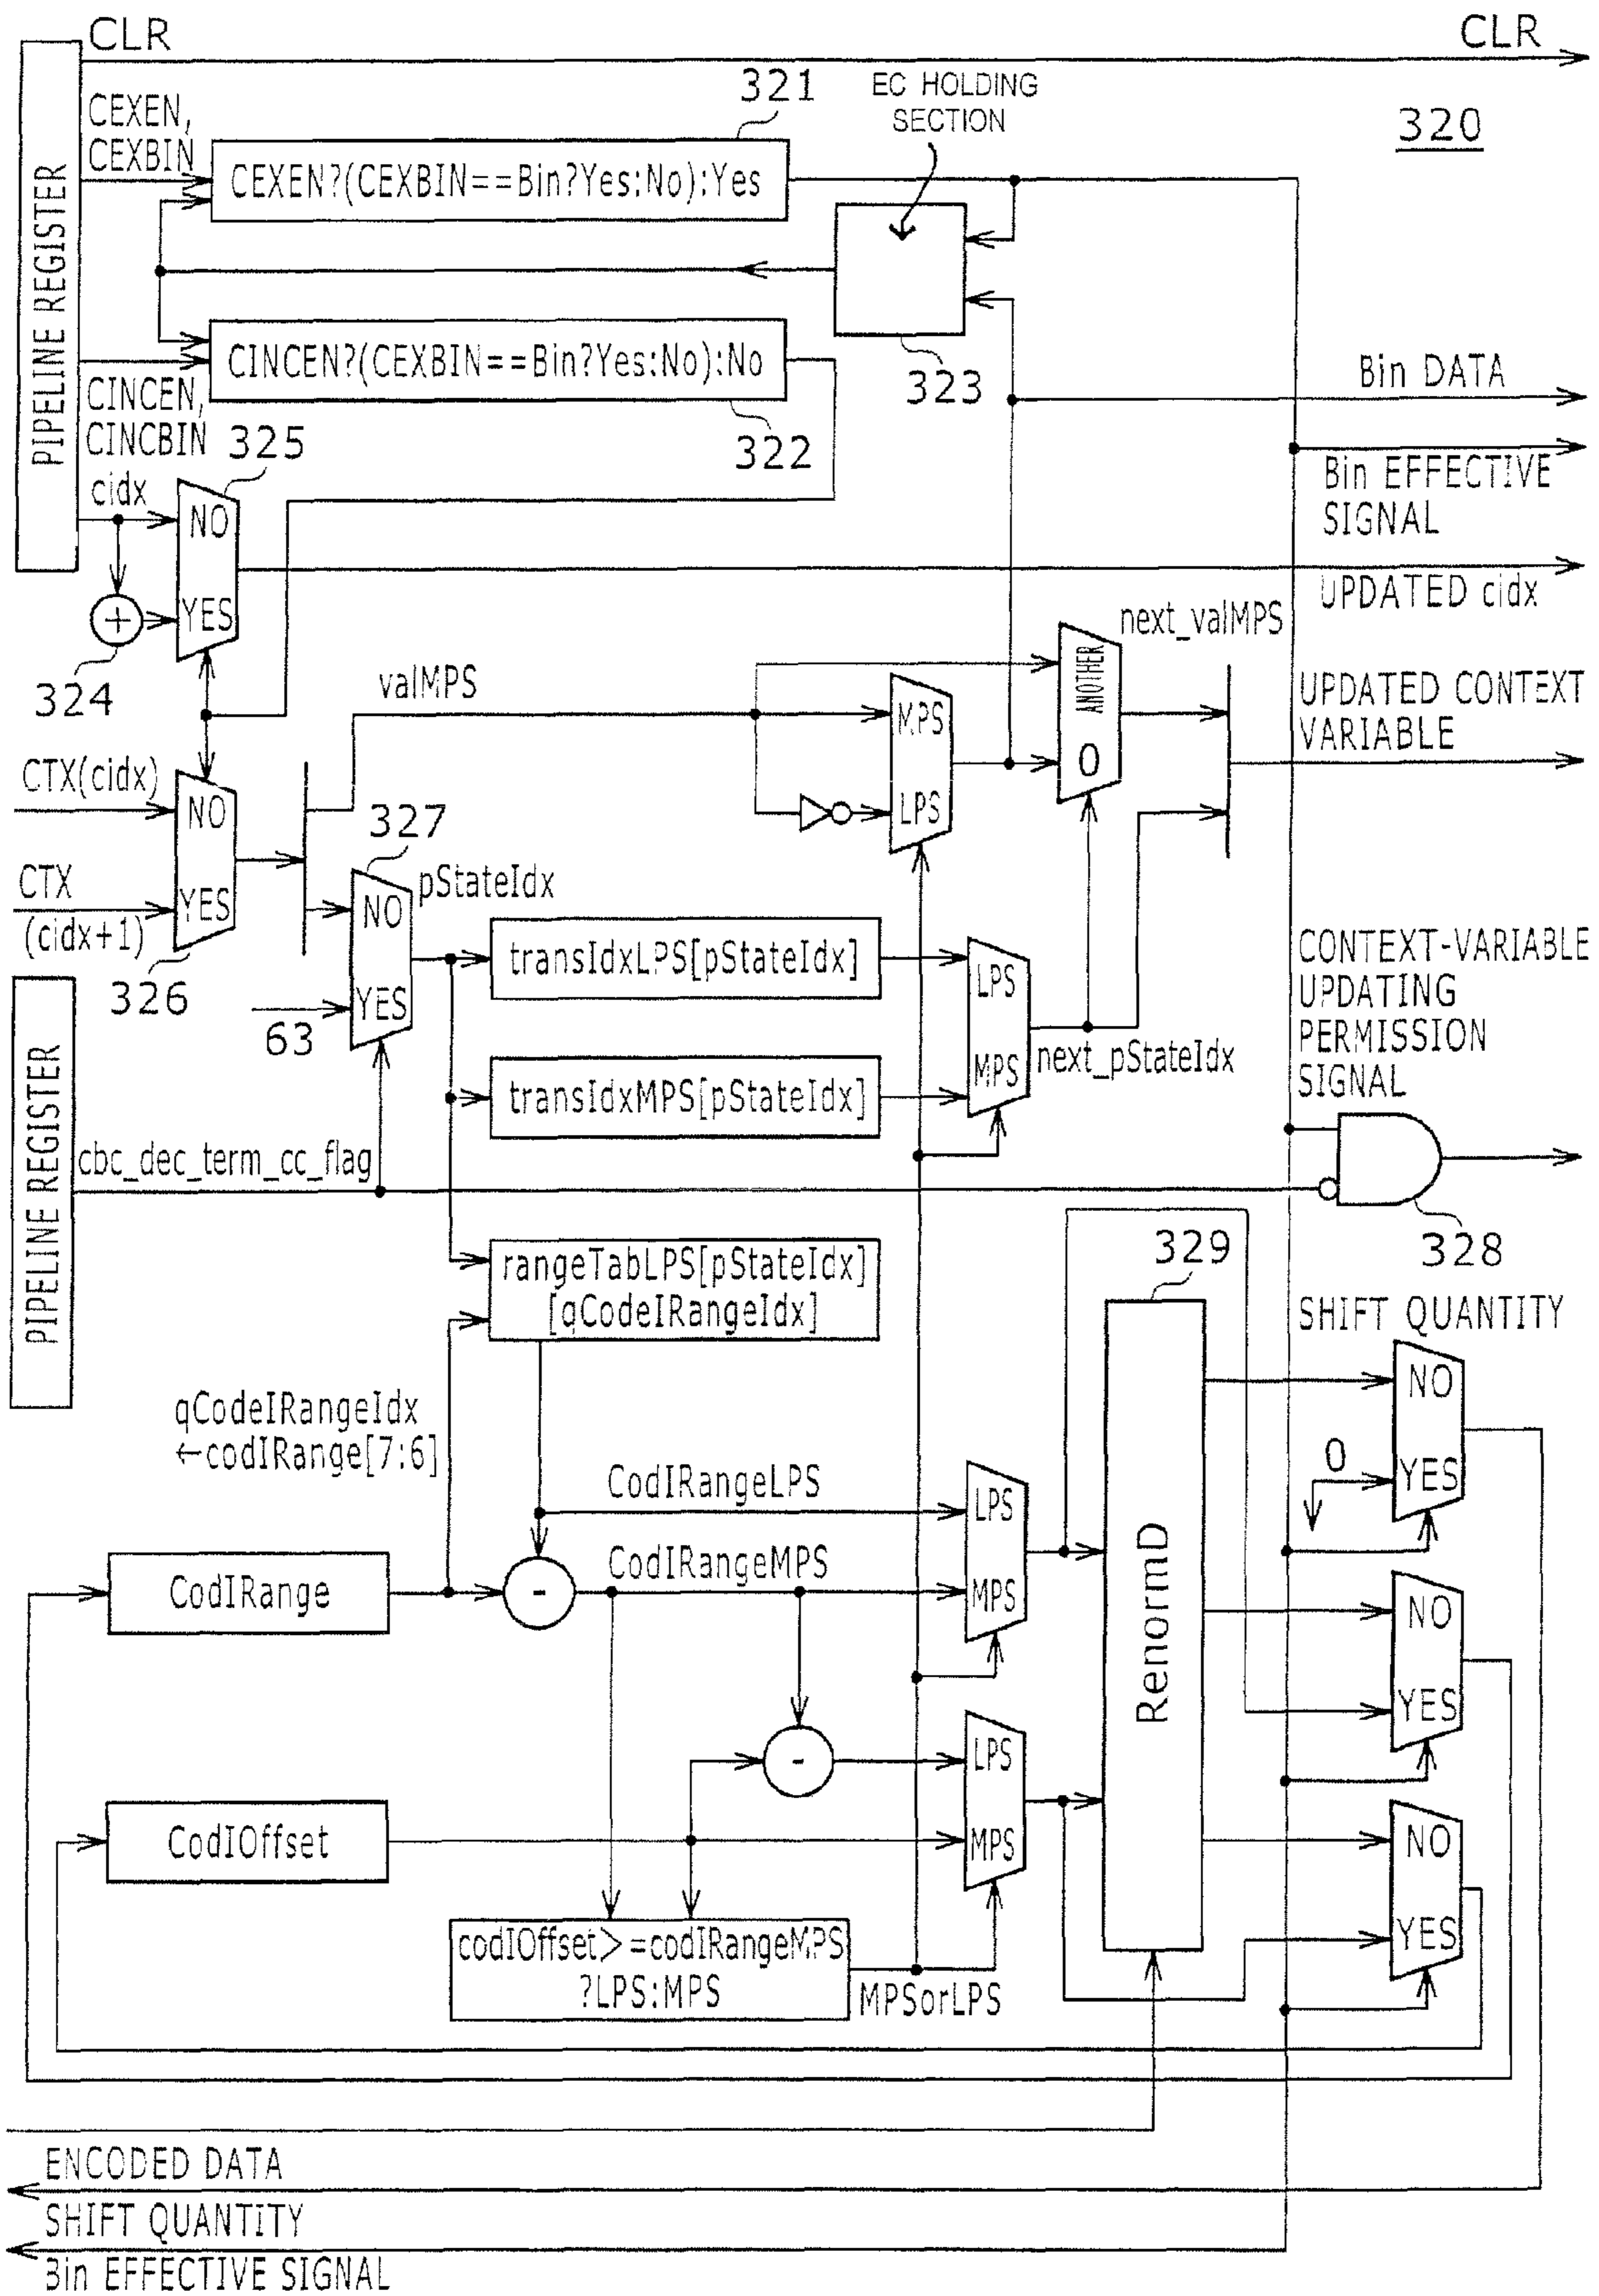 CLR
CLR
321
EC HOLDING
SECTION
320
CEXEN,
CEXBIN
CEXEN?(CEXBIN==Bin?Yes:No):Yes
PIPELINE REGISTER
CINCEN?(CEXBIN==Bin?Yes:No):No
323
Bin DATA
CINCEN,
CINCBIN
325
322
Bin EFFECTIVE
SIGNAL
cidx
NO
YES
+
UPDATED cidx
324
next_valMPS
valMPS
ANOTHER
0
UPDATED CONTEXT
VARIABLE
MPS
LPS
CTX(cidx)
NO
YES
327
CTX
(cidx+1)
326
pStateIdx
NO
YES
63
transIdxLPS[pStateIdx]
LPS
MPS
next_pStateIdx
transIdxMPS[pStateIdx]
CONTEXT-VARIABLE
UPDATING
PERMISSION
SIGNAL
PIPELINE REGISTER
cbc_dec_term_cc_flag
328
329
rangeTabLPS[pStateIdx]
[qCodeIRangeIdx]
SHIFT QUANTITY
NO
YES
0
qCodeIRangeIdx
←codIRange[7:6]
CodIRangeLPS
LPS
MPS
CodIRange
-
CodIRangeMPS
RenormD
NO
YES
-
LPS
MPS
CodIOffset
NO
YES
codIOffset>=codIRangeMPS
?LPS:MPS
MPSorLPS
ENCODED DATA
SHIFT QUANTITY
3in EFFECTIVE SIGNAL